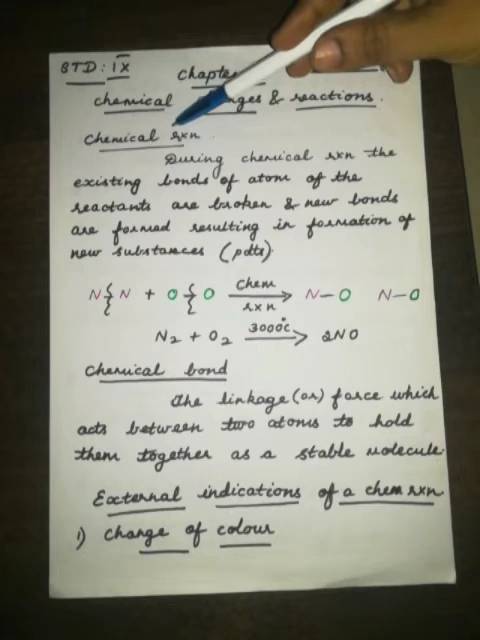 STD: IX
Chapte
Chemical nges & reactions.
Chemical rxn
During chemical rxn the
existing bonds of atom of the
reactants are broken & new bonds
are formed resulting in formation of
new substances (pdts)
N N + O O Chem rxn → N-O N-O
N2 + O2 3000°C → 2NO
Chemical bond
The linkage (or) force which
acts between two atoms to hold
them together as a stable molecule.
External indications of a chem rxn
1) Change of colour